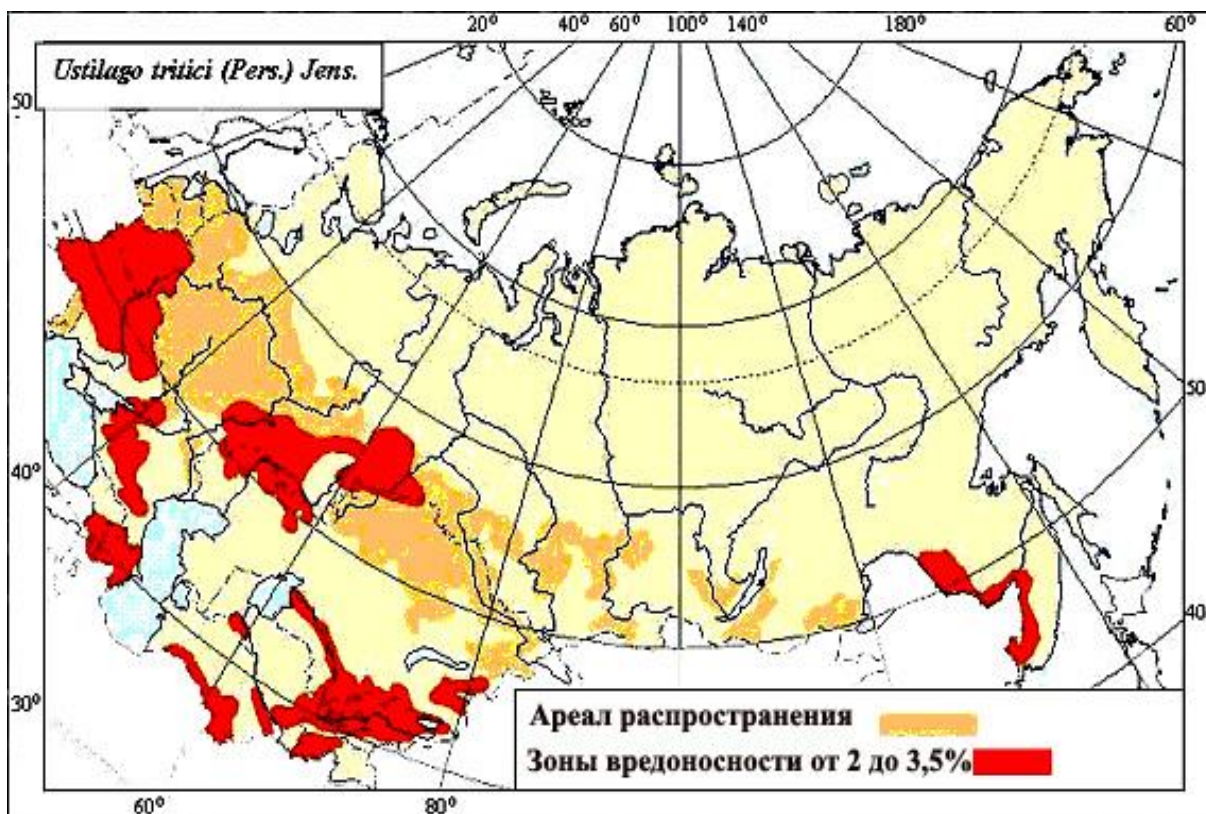 20° 40° 60° 100° 140° 180° 60°
Ustilago tritici (Pers.) Jens.
50
50
40°
40
30°
Ареал распространения
Зоны вредоносности от 2 до 3,5%
60° 80°